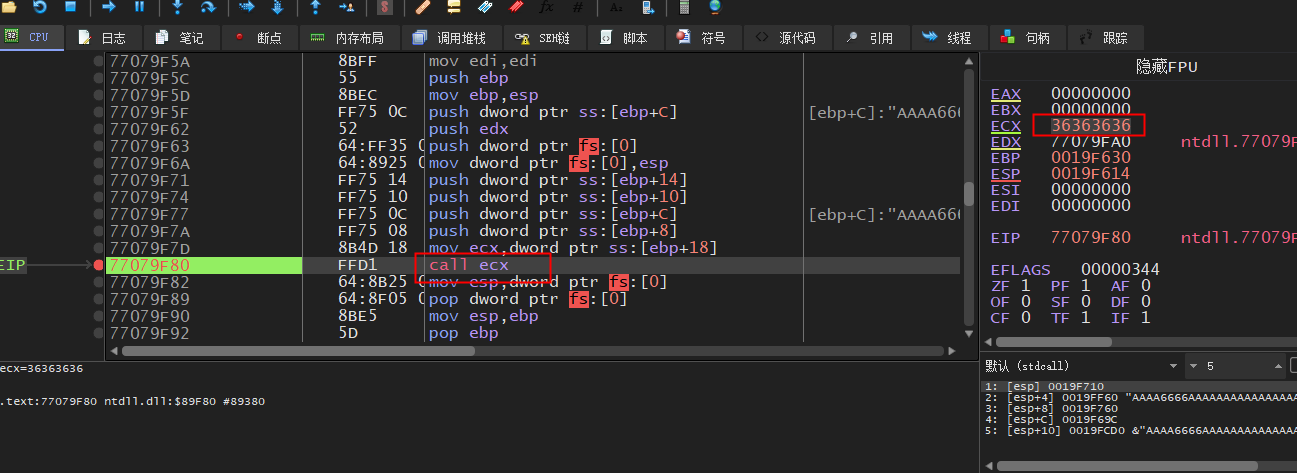 CPU 日志 笔记 断点 内存布局 调用堆栈 SEH链 脚本 符号 源代码 引用 线程 句柄 跟踪
77079F5A 8BFF mov edi,edi
77079F5C 55 push ebp
77079F5D 8BEC mov ebp,esp
77079F5F FF75 0C push dword ptr ss:[ebp+C] [ebp+C]:"AAAA666
77079F62 52 push edx
77079F63 64:FF35 0 push dword ptr fs:[0]
77079F6A 64:8925 0 mov dword ptr fs:[0],esp
77079F71 FF75 14 push dword ptr ss:[ebp+14]
77079F74 FF75 10 push dword ptr ss:[ebp+10]
77079F77 FF75 0C push dword ptr ss:[ebp+C] [ebp+C]:"AAAA666
77079F7A FF75 08 push dword ptr ss:[ebp+8]
77079F7D 8B4D 18 mov ecx,dword ptr ss:[ebp+18]
EIP 77079F80 FFD1 call ecx
77079F82 64:8B25 0 mov esp,dword ptr fs:[0]
77079F89 64:8F05 0 pop dword ptr fs:[0]
77079F90 8BE5 mov esp,ebp
77079F92 5D pop ebp
隐藏FPU
EAX 00000000
EBX 00000000
ECX 36363636
EDX 77079FA0 ntdll.77079F
EBP 0019F630
ESP 0019F614
ESI 00000000
EDI 00000000
EIP 77079F80 ntdll.77079F
EFLAGS 00000344
ZF 1 PF 1 AF 0
OF 0 SF 0 DF 0
CF 0 TF 1 IF 1
ecx=36363636
.text:77079F80 ntdll.dll:$89F80 #89380
默认 (stdcall) 5
1: [esp] 0019F710
2: [esp+4] 0019FF60 "AAAA6666AAAAAAAAAAAAAAAAA
3: [esp+8] 0019F760
4: [esp+C] 0019F69C
5: [esp+10] 0019FCD0 &"AAAA6666AAAAAAAAAAAAAA